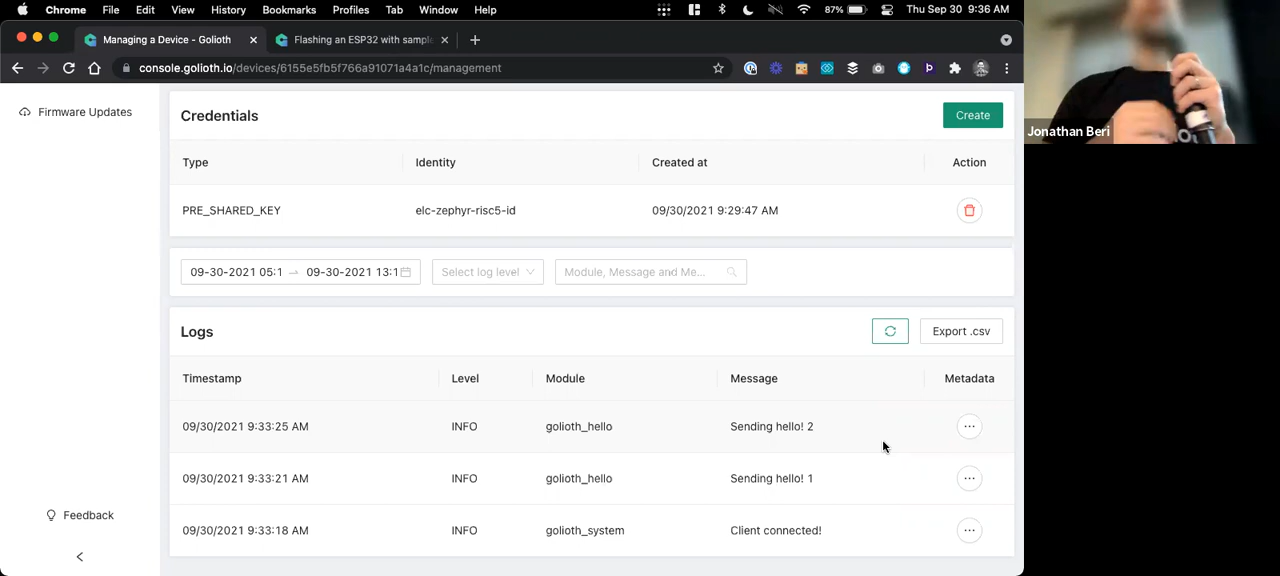 Chrome File Edit View History Bookmarks Profiles Tab Window Help 87% Thu Sep 30 9:36 AM
Managing a Device - Golioth Flashing an ESP32 with sample
console.golioth.io/devices/6155e5fb5f766a91071a4a1c/management
Firmware Updates
Credentials Create
Type Identity Created at Action
PRE_SHARED_KEY elc-zephyr-risc5-id 09/30/2021 9:29:47 AM
09-30-2021 05:1 → 09-30-2021 13:1 Select log level Module, Message and Me...
Logs Export .csv
Timestamp Level Module Message Metadata
09/30/2021 9:33:25 AM INFO golioth_hello Sending hello! 2
09/30/2021 9:33:21 AM INFO golioth_hello Sending hello! 1
09/30/2021 9:33:18 AM INFO golioth_system Client connected!
Feedback
Jonathan Beri